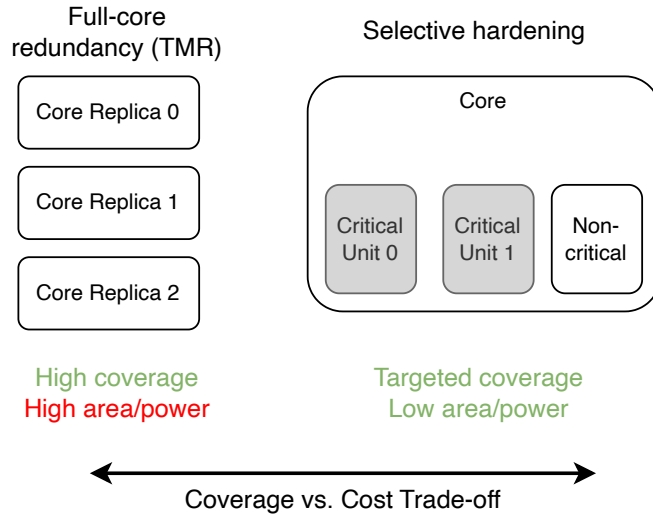 Full-core
redundancy (TMR)
Core Replica 0
Core Replica 1
Core Replica 2
High coverage
High area/power
Selective hardening
Core
Critical
Unit 0
Critical
Unit 1
Non-
critical
Targeted coverage
Low area/power
Coverage vs. Cost Trade-off